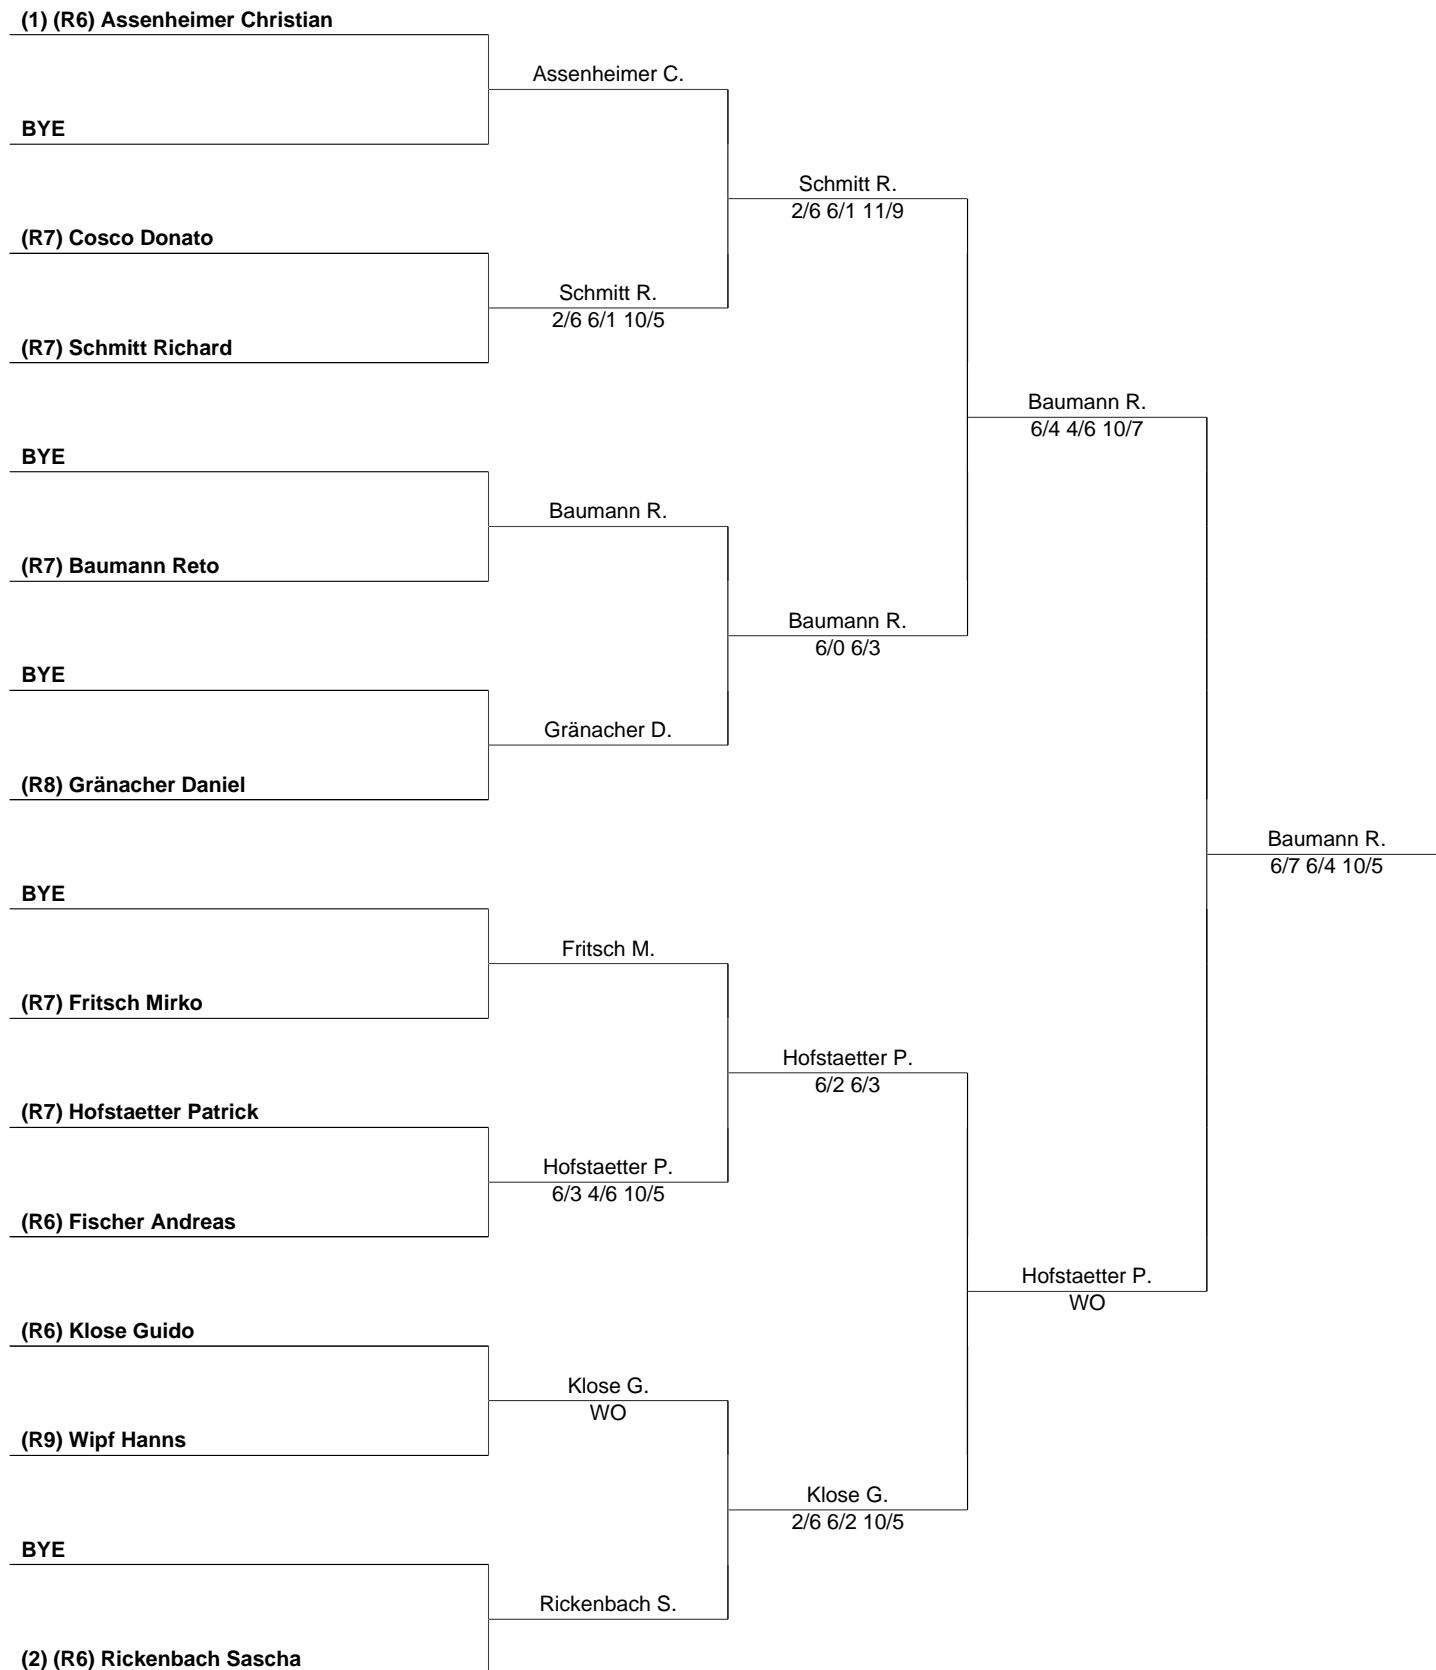 (1) (R6) Assenheimer Christian
Assenheimer C.
BYE
Schmitt R.
2/6 6/1 11/9
(R7) Cosco Donato
Schmitt R.
2/6 6/1 10/5
(R7) Schmitt Richard
Baumann R.
6/4 4/6 10/7
BYE
Baumann R.
(R7) Baumann Reto
Baumann R.
6/0 6/3
BYE
Gränacher D.
(R8) Gränacher Daniel
Baumann R.
6/7 6/4 10/5
BYE
Fritsch M.
(R7) Fritsch Mirko
Hofstaetter P.
6/2 6/3
(R7) Hofstaetter Patrick
Hofstaetter P.
6/3 4/6 10/5
(R6) Fischer Andreas
Hofstaetter P.
WO
(R6) Klose Guido
Klose G.
WO
(R9) Wipf Hanns
Klose G.
2/6 6/2 10/5
BYE
Rickenbach S.
(2) (R6) Rickenbach Sascha